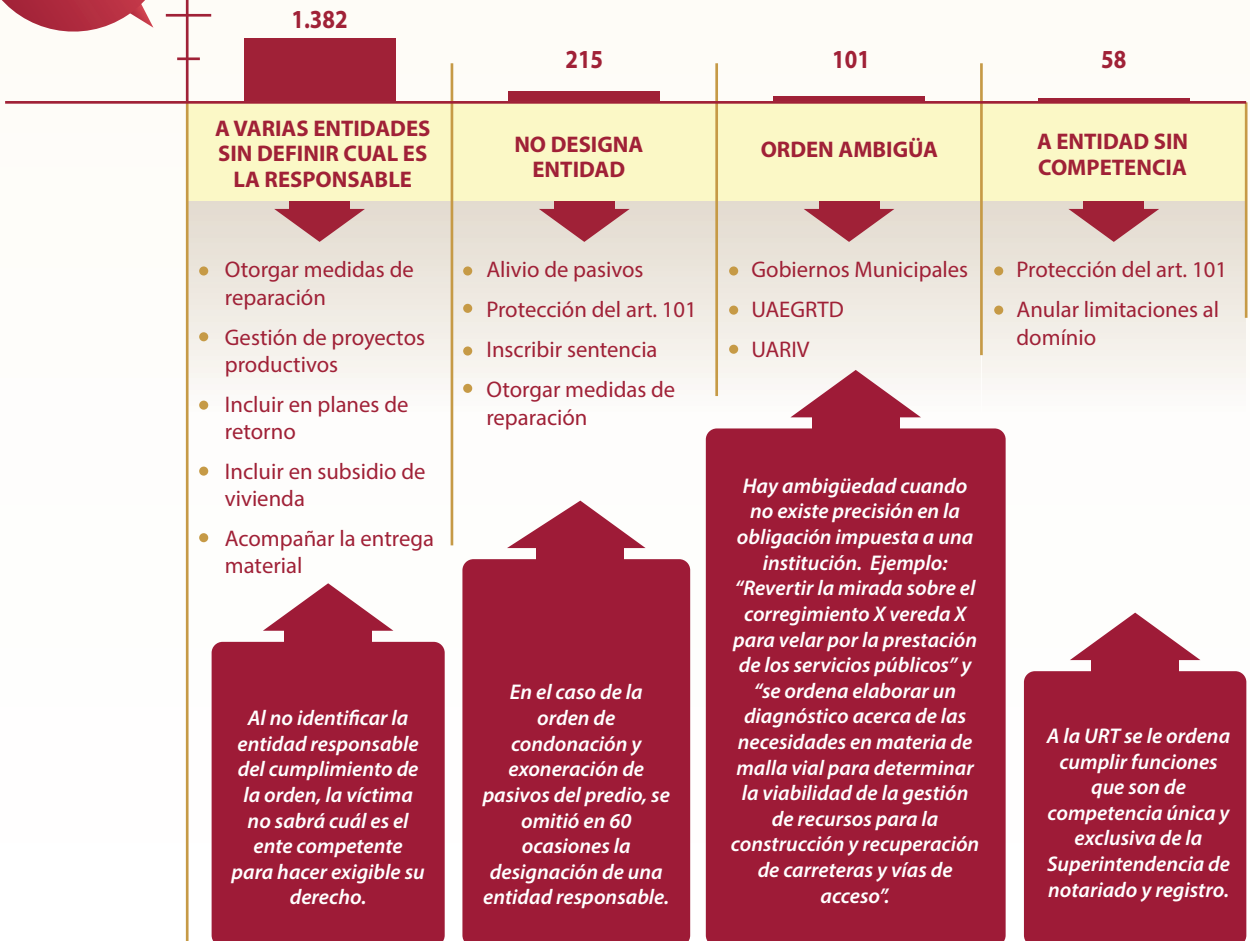 1.382
215
101
58
A VARIAS ENTIDADES
SIN DEFINIR CUAL ES
LA RESPONSABLE
NO DESIGNA
ENTIDAD
ORDEN AMBIGÜA
A ENTIDAD SIN
COMPETENCIA
• Otorgar medidas de
reparación
• Gestión de proyectos
productivos
• Incluir en planes de
retorno
• Incluir en subsidio de
vivienda
• Acompañar la entrega
material
• Alivio de pasivos
• Protección del art. 101
• Inscribir sentencia
• Otorgar medidas de
reparación
• Gobiernos Municipales
• UAEGRTD
• UARIV
• Protección del art. 101
• Anular limitaciones al
domínio
Al no identificar la
entidad responsable
del cumplimiento de
la orden, la víctima
no sabrá cuál es el
ente competente
para hacer exigible su
derecho.
En el caso de la
orden de
condonación y
exoneración de
pasivos del predio, se
omitió en 60
ocasiones la
designación de una
entidad responsable.
Hay ambigüedad cuando
no existe precisión en la
obligación impuesta a una
institución. Ejemplo:
“Revertir la mirada sobre el
corregimiento X vereda X
para velar por la prestación
de los servicios públicos” y
“se ordena elaborar un
diagnóstico acerca de las
necesidades en materia de
malla vial para determinar
la viabilidad de la gestión
de recursos para la
construcción y recuperación
de carreteras y vías de
acceso”.
A la URT se le ordena
cumplir funciones
que son de
competencia única y
exclusiva de la
Superintendencia de
notariado y registro.